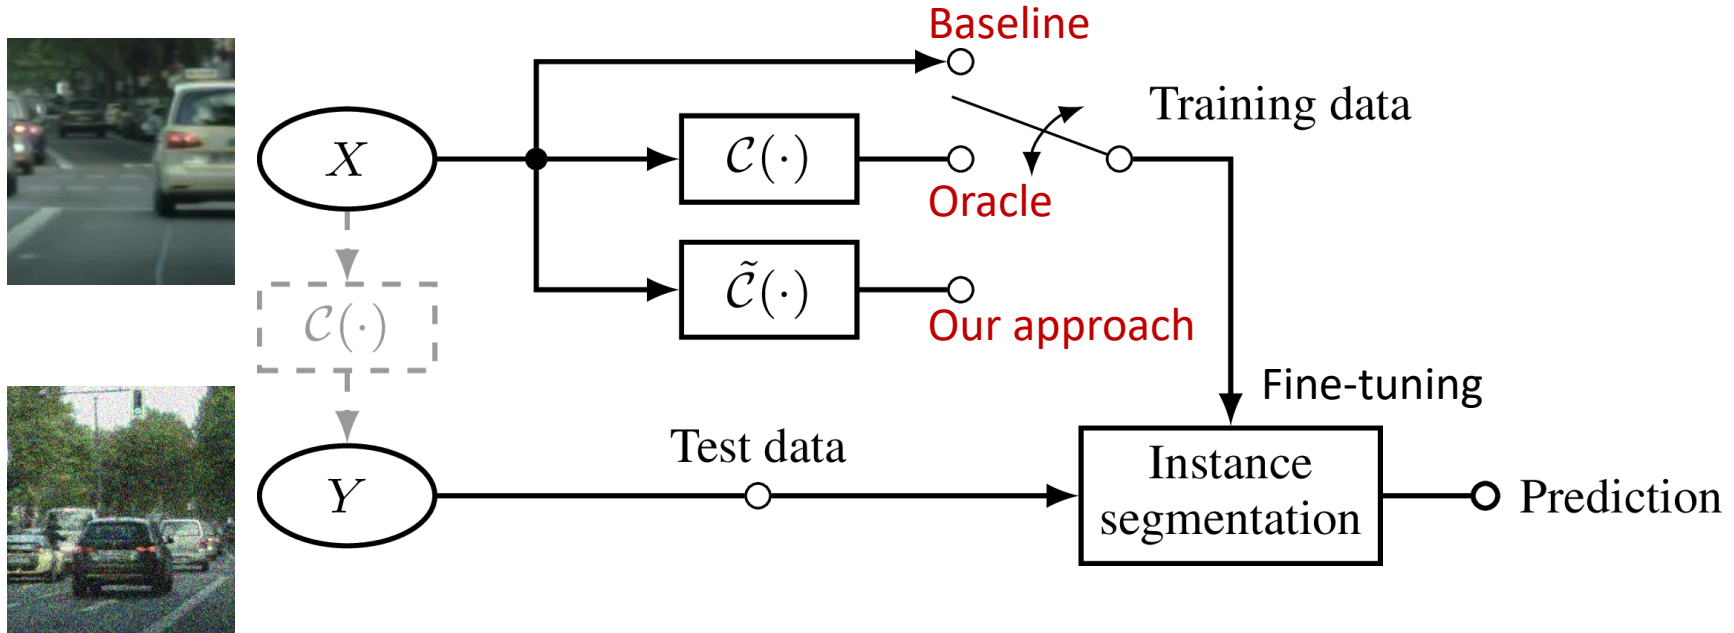 Baseline
Training data
X
𝒞(·)
Oracle
𝒞̃(·)
Our approach
𝒞(·)
Fine-tuning
Test data
Y
Instance
segmentation
Prediction